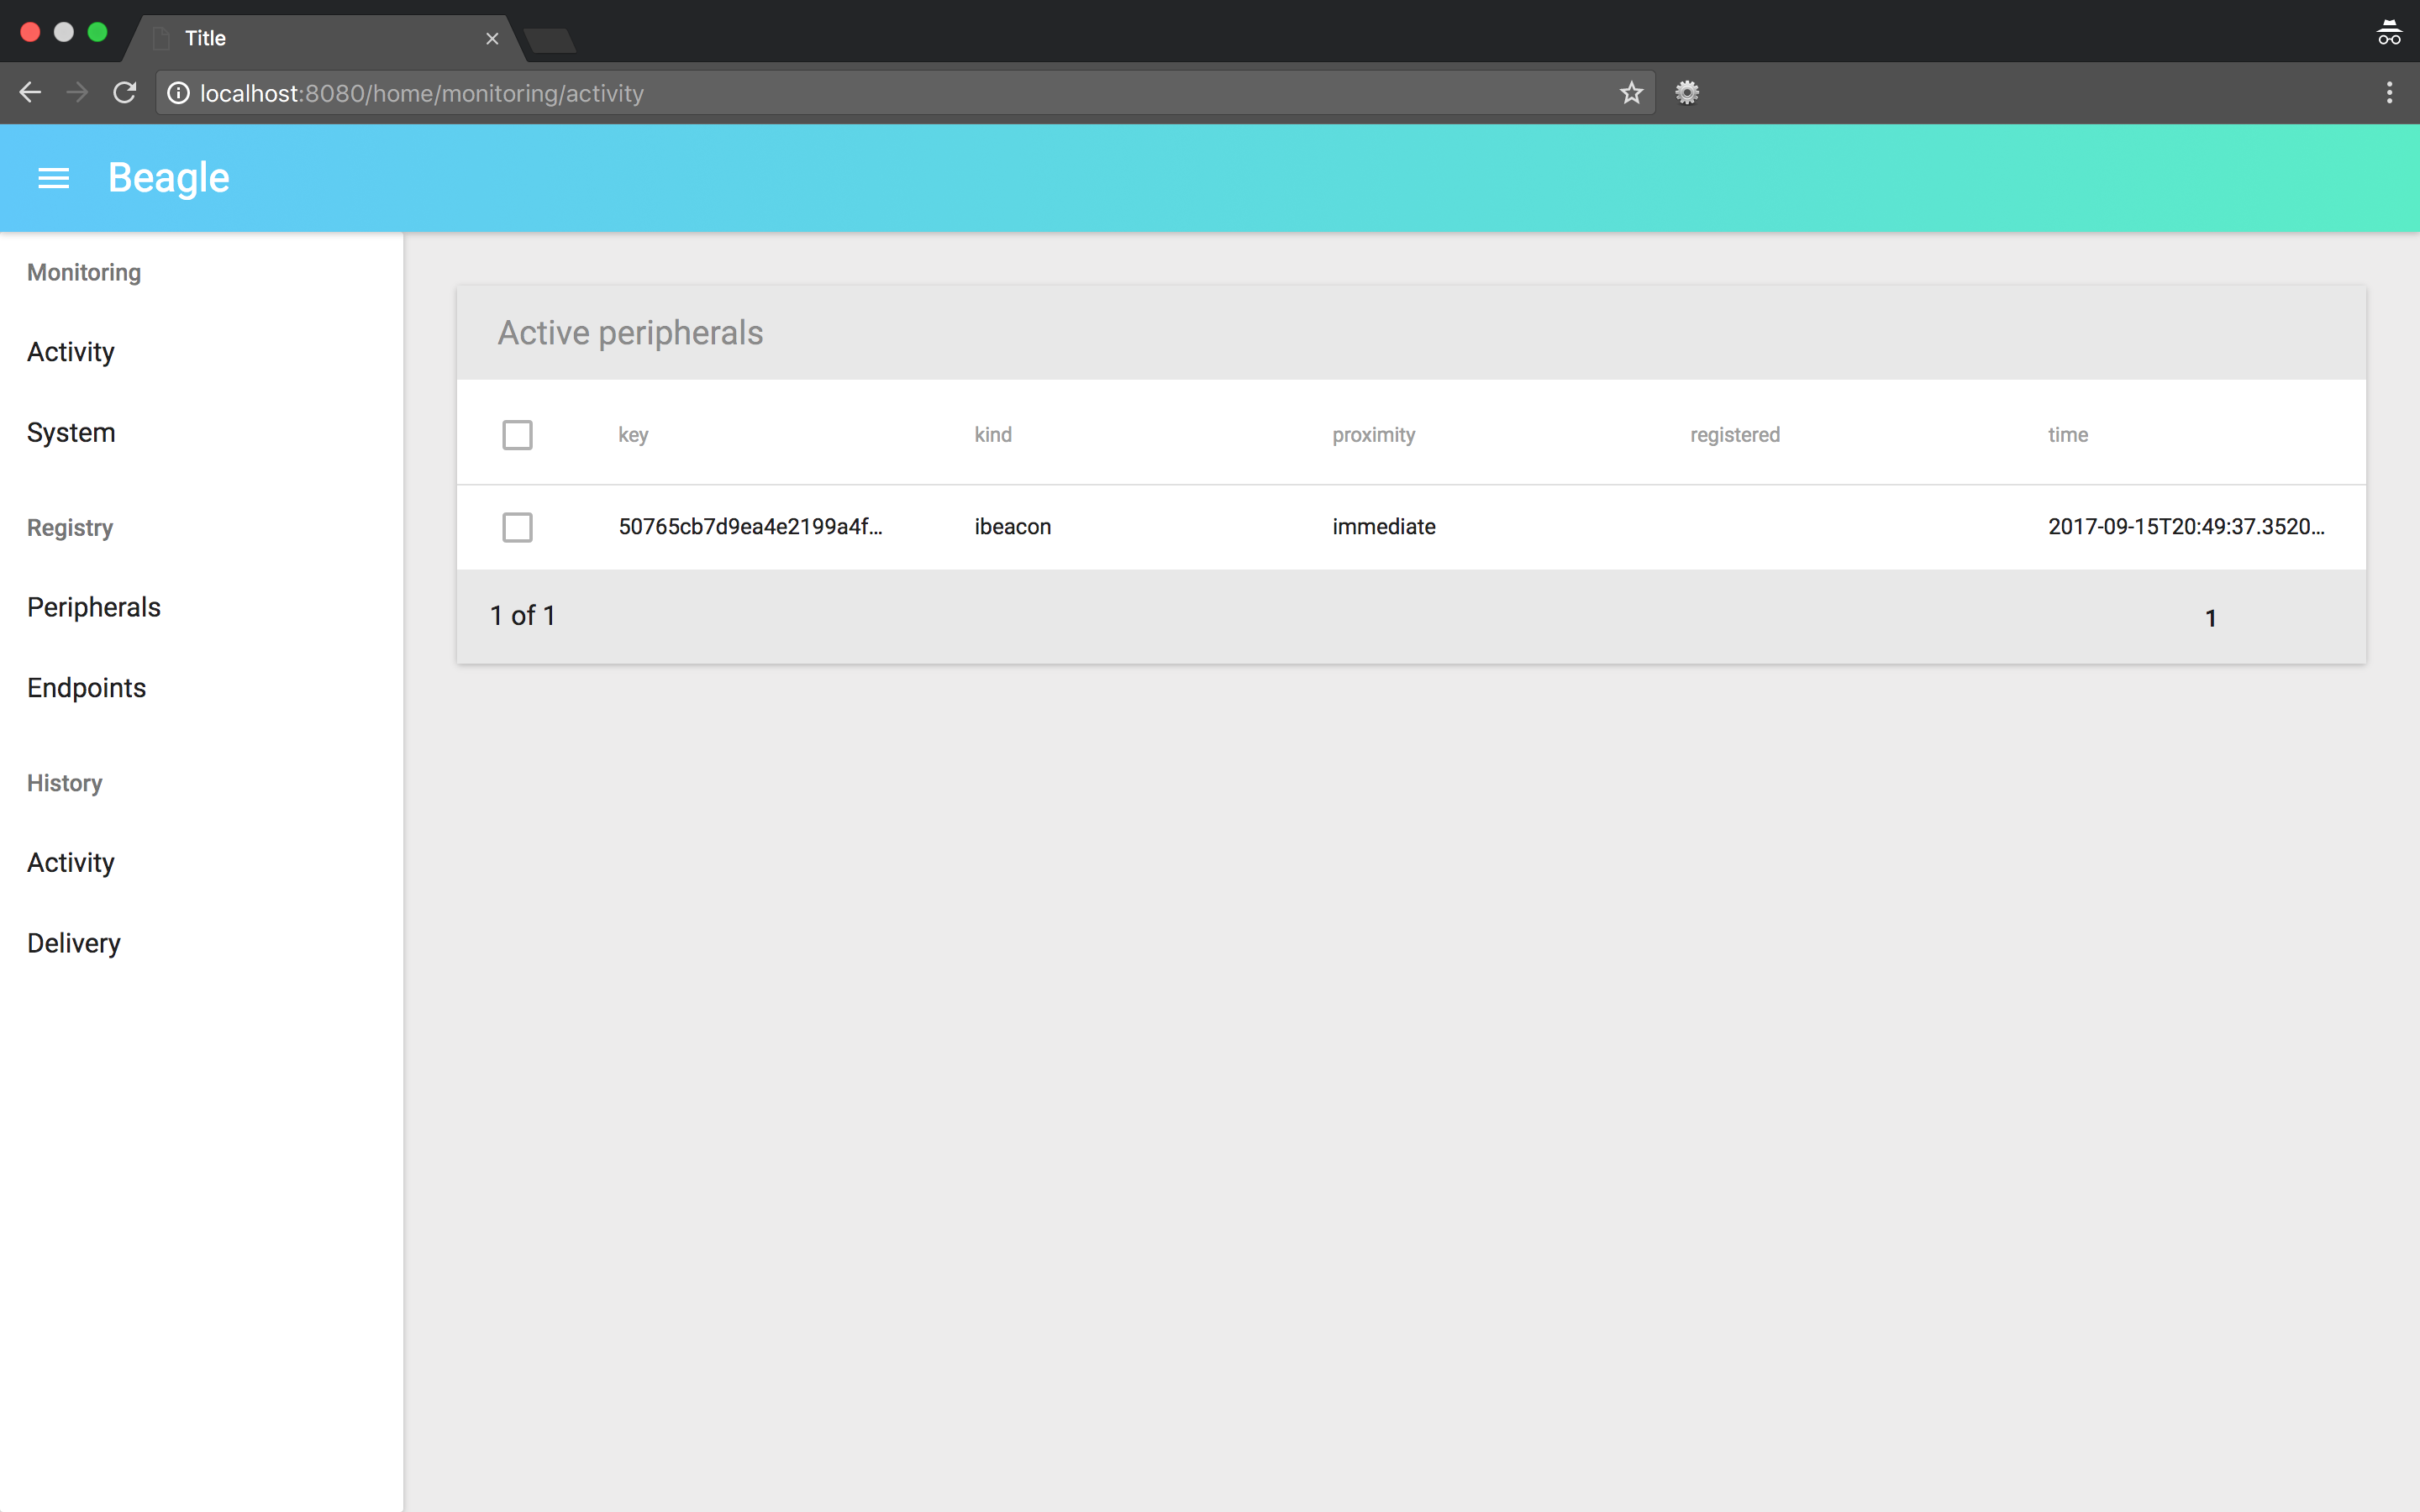 Title
localhost:8080/home/monitoring/activity
Beagle
Monitoring
Activity
System
Registry
Peripherals
Endpoints
History
Activity
Delivery
Active peripherals
key kind proximity registered time
50765cb7d9ea4e2199a4f... ibeacon immediate 2017-09-15T20:49:37.3520...
1 of 1 1